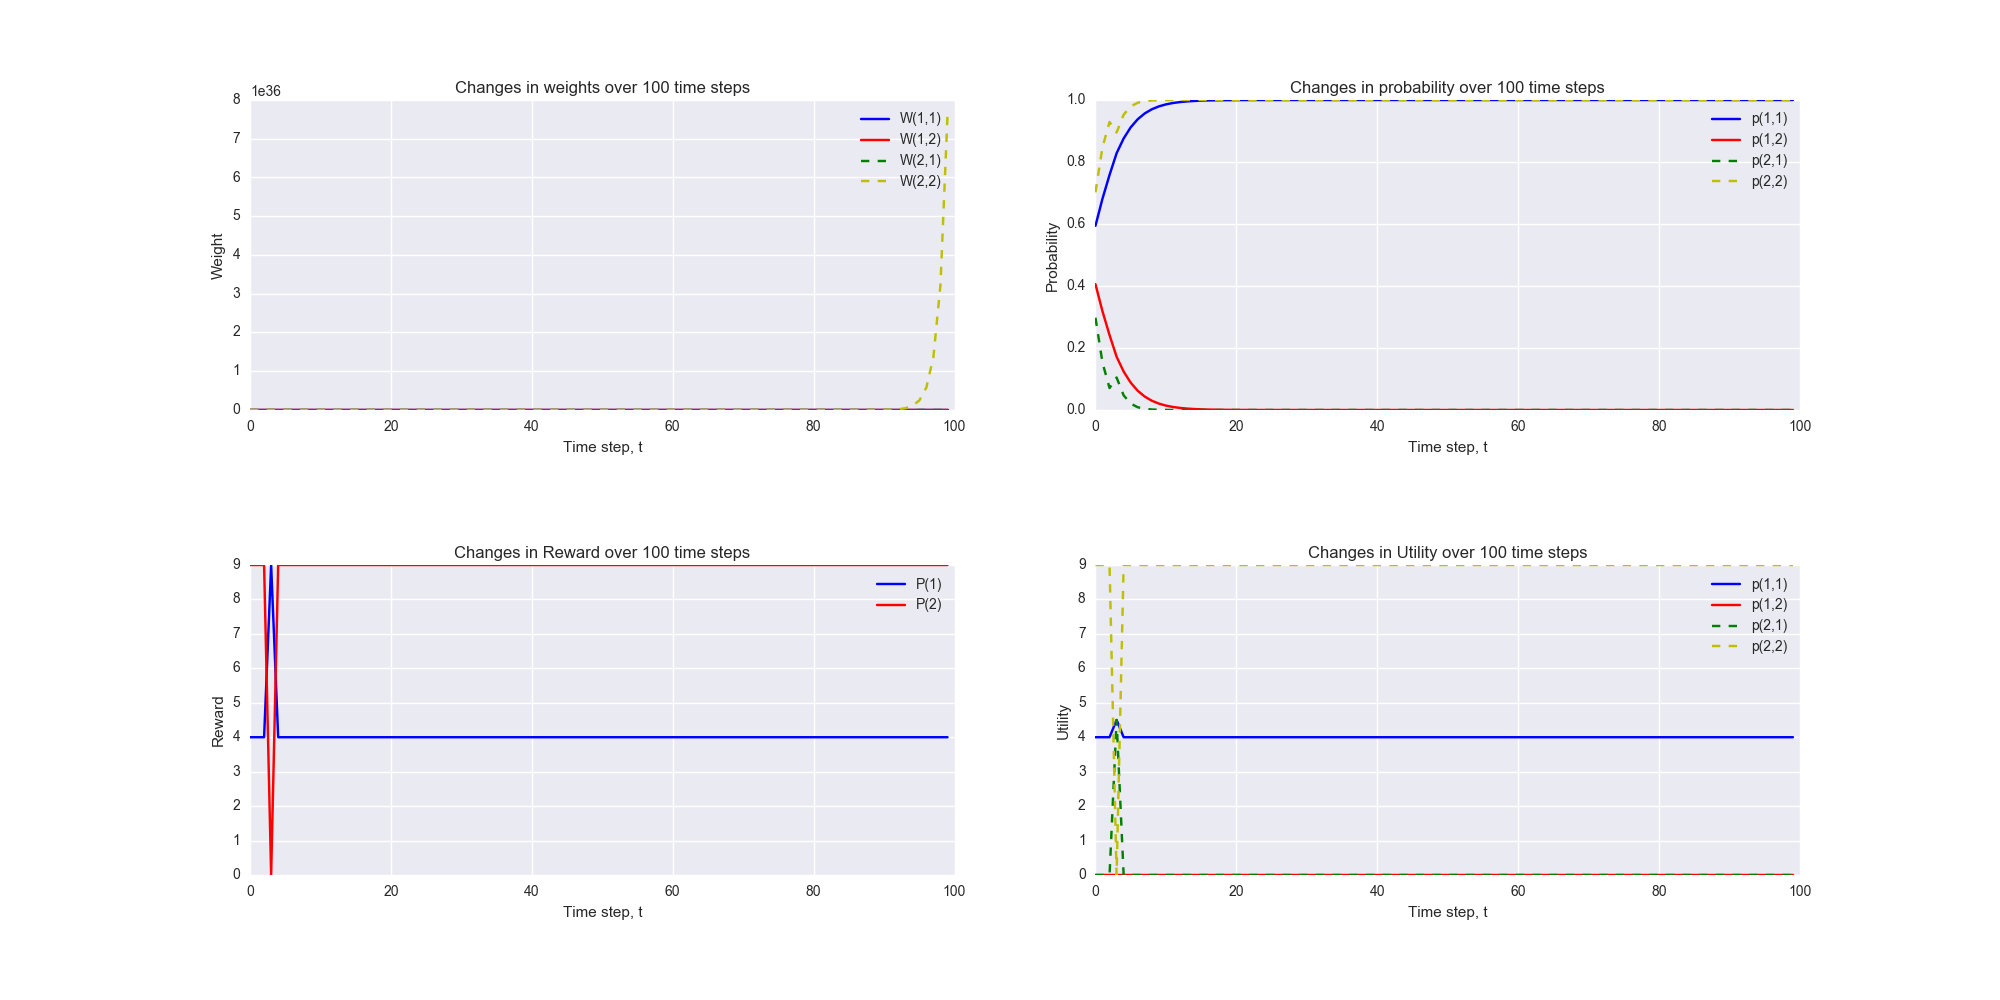 Changes in weights over 100 time steps
1e36
8
7
6
5
4
3
2
1
0
Weight
0 20 40 60 80 100
Time step, t
W(1,1)
W(1,2)
W(2,1)
W(2,2)
Changes in probability over 100 time steps
1.0
0.8
0.6
0.4
0.2
0.0
Probability
0 20 40 60 80 100
Time step, t
p(1,1)
p(1,2)
p(2,1)
p(2,2)
Changes in Reward over 100 time steps
9
8
7
6
5
4
3
2
1
0
Reward
0 20 40 60 80 100
Time step, t
P(1)
P(2)
Changes in Utility over 100 time steps
9
8
7
6
5
4
3
2
1
0
Utility
0 20 40 60 80 100
Time step, t
p(1,1)
p(1,2)
p(2,1)
p(2,2)